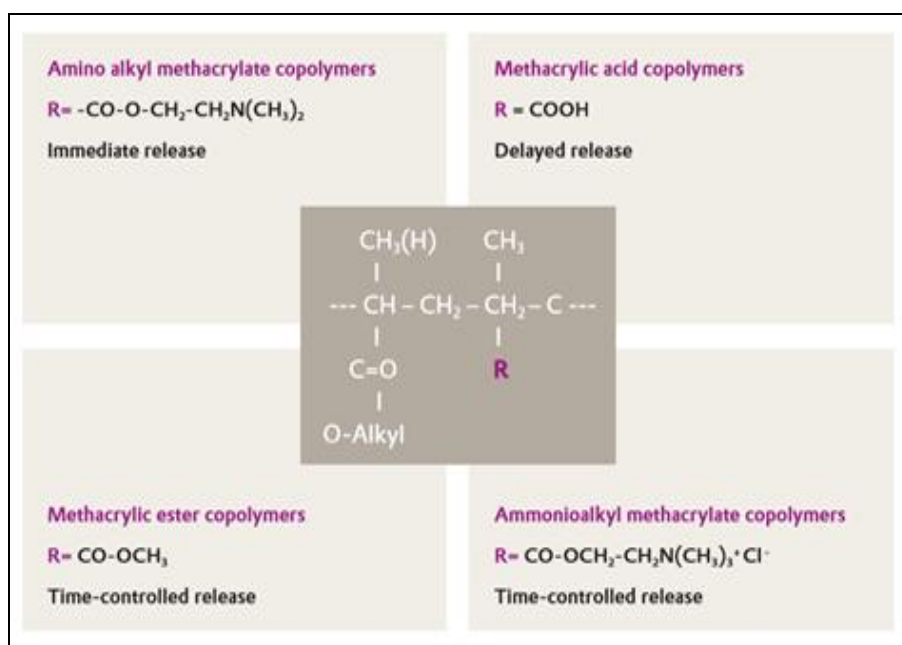 Amino alkyl methacrylate copolymers
R= -CO-O-CH₂-CH₂N(CH₃)₂
Immediate release
Methacrylic acid copolymers
R = COOH
Delayed release
CH₃(H) CH₃
--- CH – CH₂ – CH₂ – C ---
C=O R
O-Alkyl
Methacrylic ester copolymers
R= CO-OCH₃
Time-controlled release
Ammonioalkyl methacrylate copolymers
R= CO-OCH₂-CH₂N(CH₃)₃⁺Cl⁻
Time-controlled release